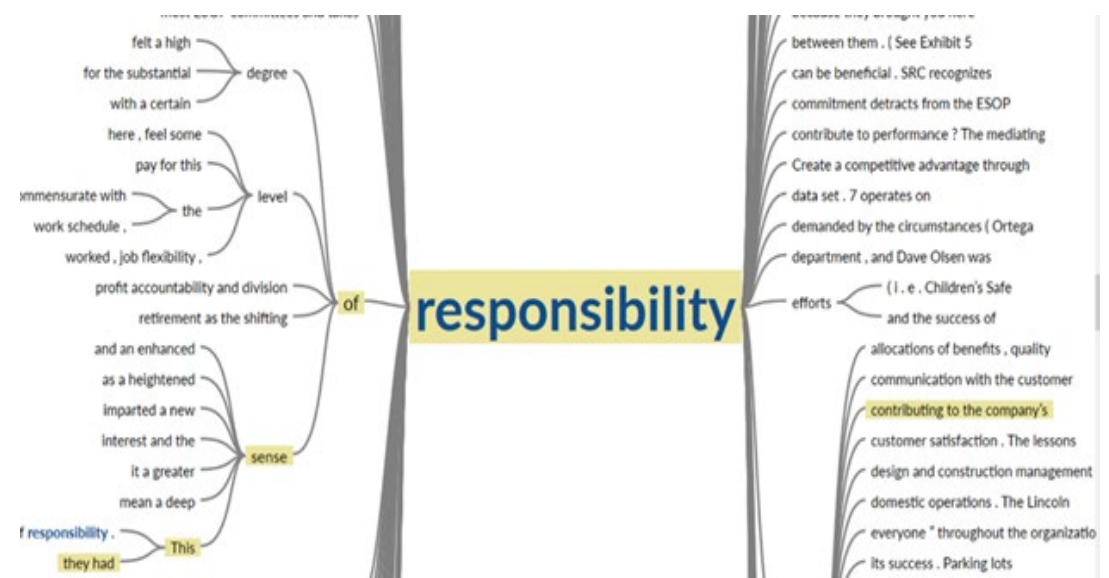 felt a high
for the substantial
degree
with a certain
here , feel some
pay for this
level
ommensurate with
the
work schedule ,
worked , job flexibility ,
profit accountability and division
of
retirement as the shifting
and an enhanced
as a heightened
imparted a new
interest and the
sense
it a greater
mean a deep
f responsibility .
This
they had
responsibility
between them . ( See Exhibit 5
can be beneficial . SRC recognizes
commitment detracts from the ESOP
contribute to performance ? The mediating
Create a competitive advantage through
data set . 7 operates on
demanded by the circumstances ( Ortega
department , and Dave Olsen was
efforts
( i . e . Children's Safe
and the success of
allocations of benefits , quality
communication with the customer
contributing to the company's
customer satisfaction . The lessons
design and construction management
domestic operations . The Lincoln
everyone " throughout the organizatio
its success . Parking lots